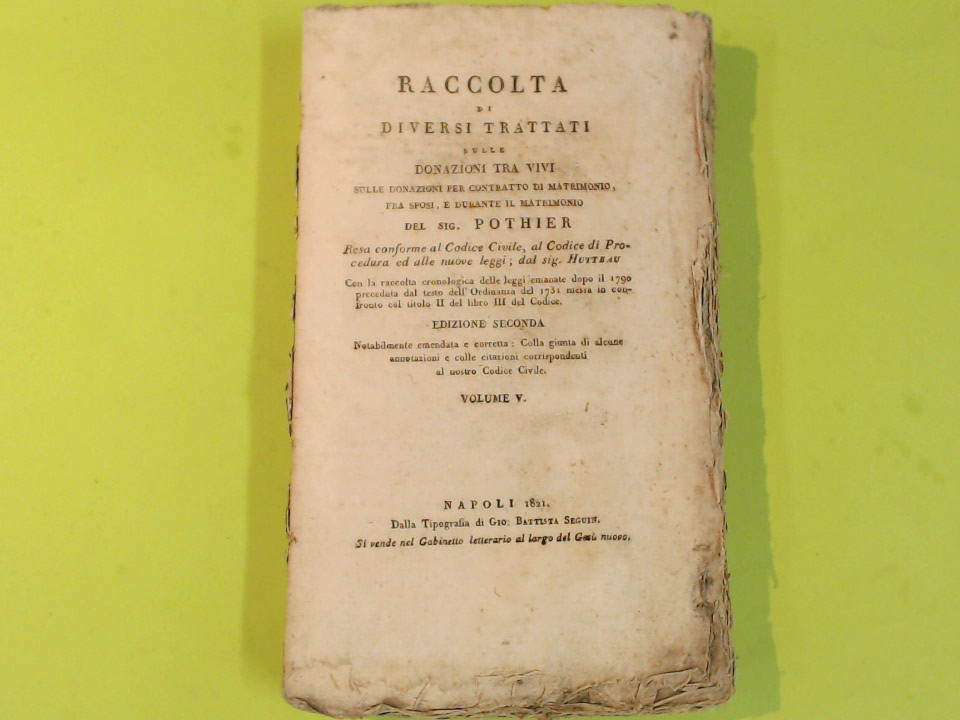 RACCOLTA
DI
DIVERSI TRATTATI
SULLE
DONAZIONI TRA VIVI
SULLE DONAZIONI PER CONTRATTO DI MATRIMONIO,
FRA SPOSI, E DURANTE IL MATRIMONIO
DEL SIG. POTHIER
Resa conforme al Codice Civile, al Codice di Pro-
cedura ed alle nuove leggi; dal sig. HUTTEAU
Con la raccolta cronologica delle leggi emanate dopo il 1790
preceduta dal testo dell'Ordinanza del 1731 messa in con-
fronto col titolo II del libro III del Codice.
EDIZIONE SECONDA
Notabilmente emendata e corretta: Colla giunta di alcune
annotazioni e colle citazioni corrispondenti
al nostro Codice Civile.
VOLUME V.
NAPOLI 1821.
Dalla Tipografia di GIO: BATTISTA SEGUIN.
Si vende nel Gabinetto letterario al largo del Gesù nuovo.